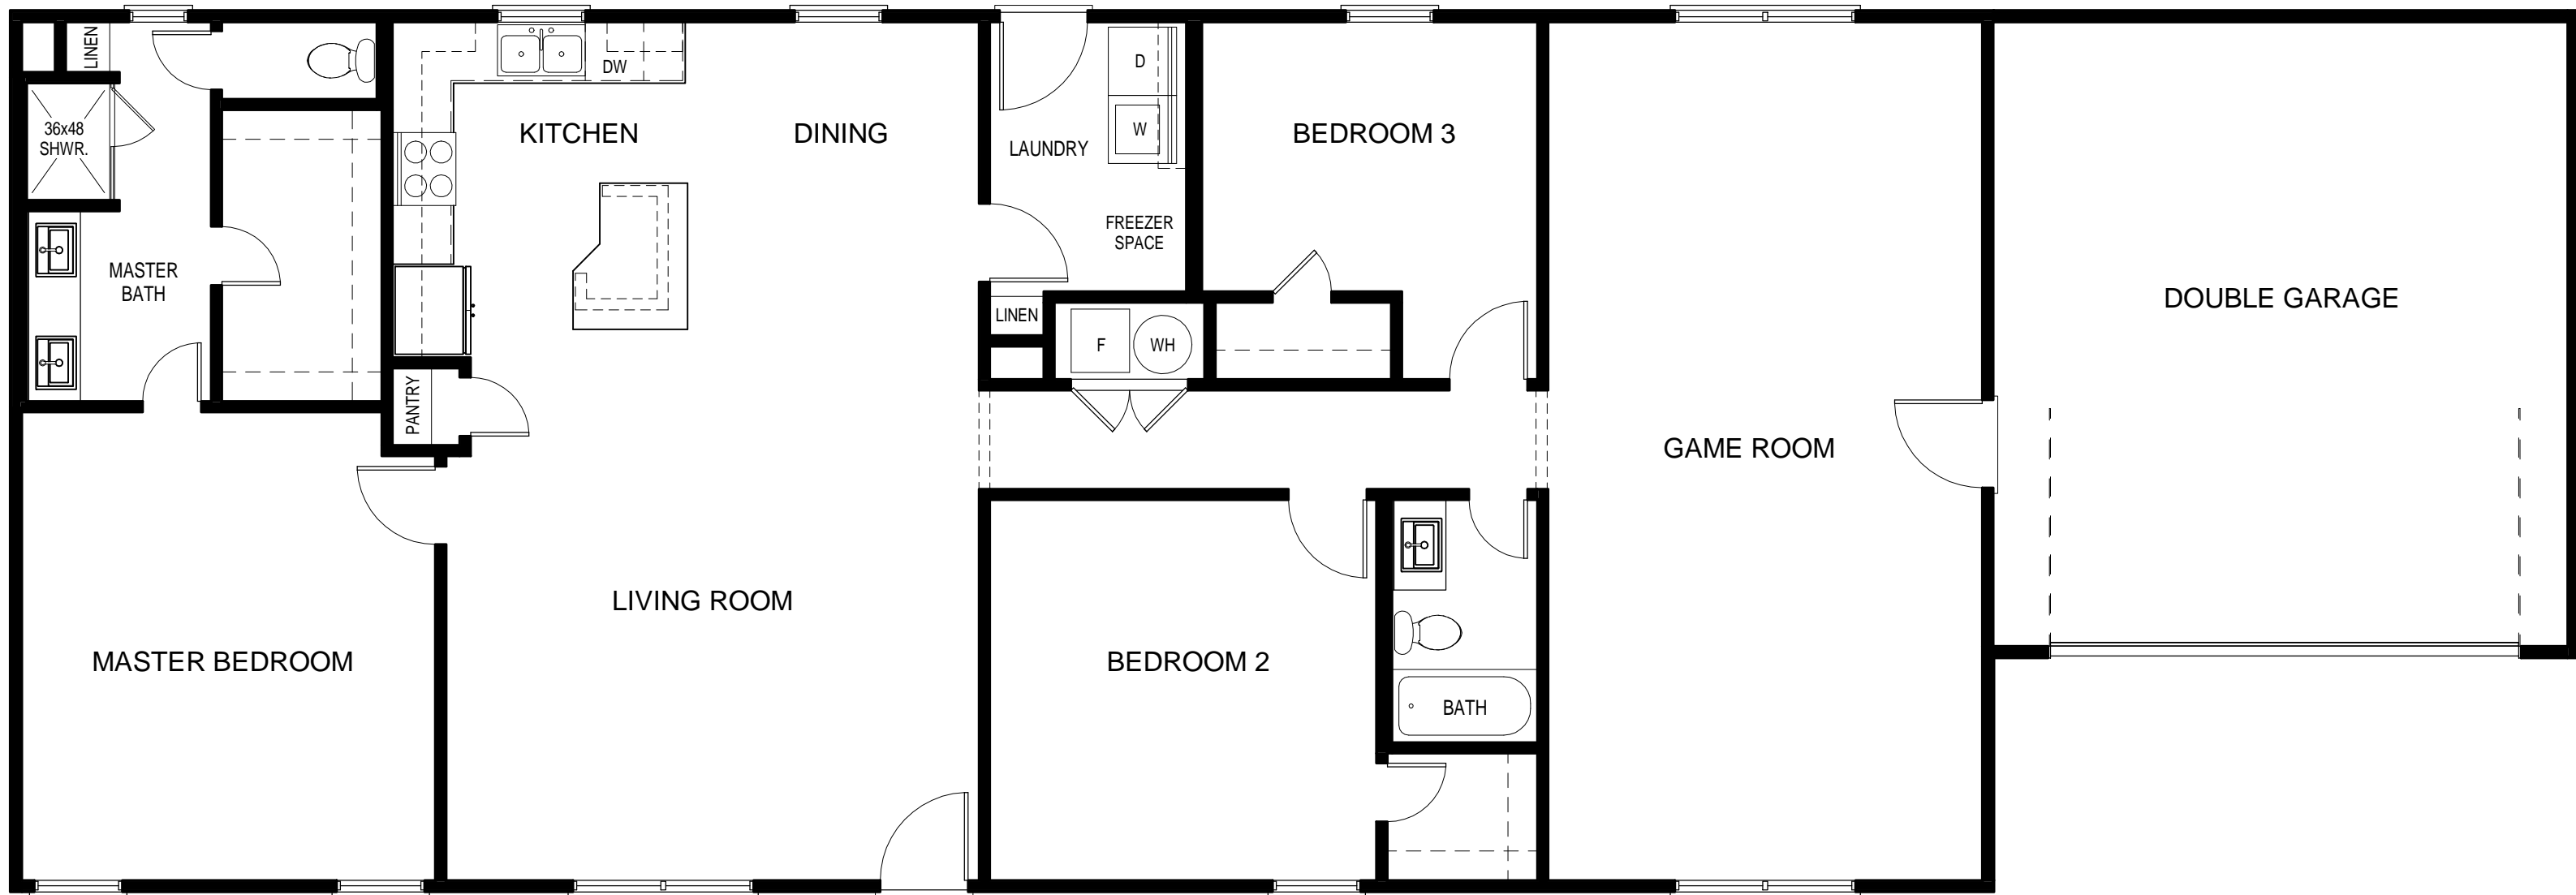 LINEN
DW
D
36x48
SHWR.
KITCHEN
DINING
W
LAUNDRY
BEDROOM 3
FREEZER
SPACE
MASTER
BATH
DOUBLE GARAGE
LINEN
F
WH
PANTRY
GAME ROOM
LIVING ROOM
MASTER BEDROOM
BEDROOM 2
BATH